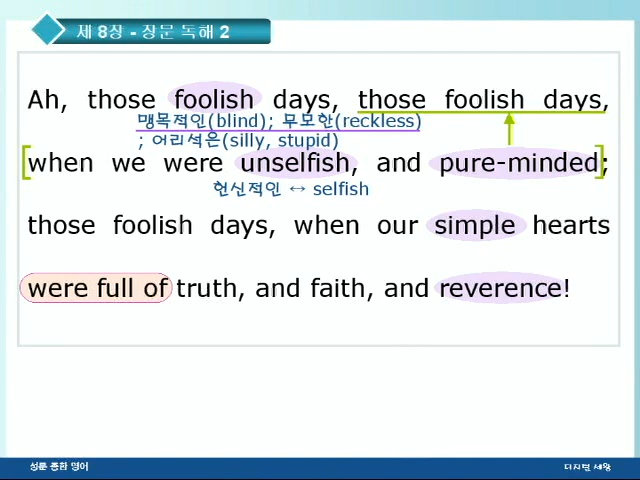 제 8장 - 장문 독해 2
Ah, those foolish days, those foolish days,
맹목적인(blind); 무모한(reckless)
; 어리석은(silly, stupid)
[when we were unselfish, and pure-minded];
헌신적인 ↔ selfish
those foolish days, when our simple hearts
were full of truth, and faith, and reverence!
성문 종합 영어
디지털 세왕